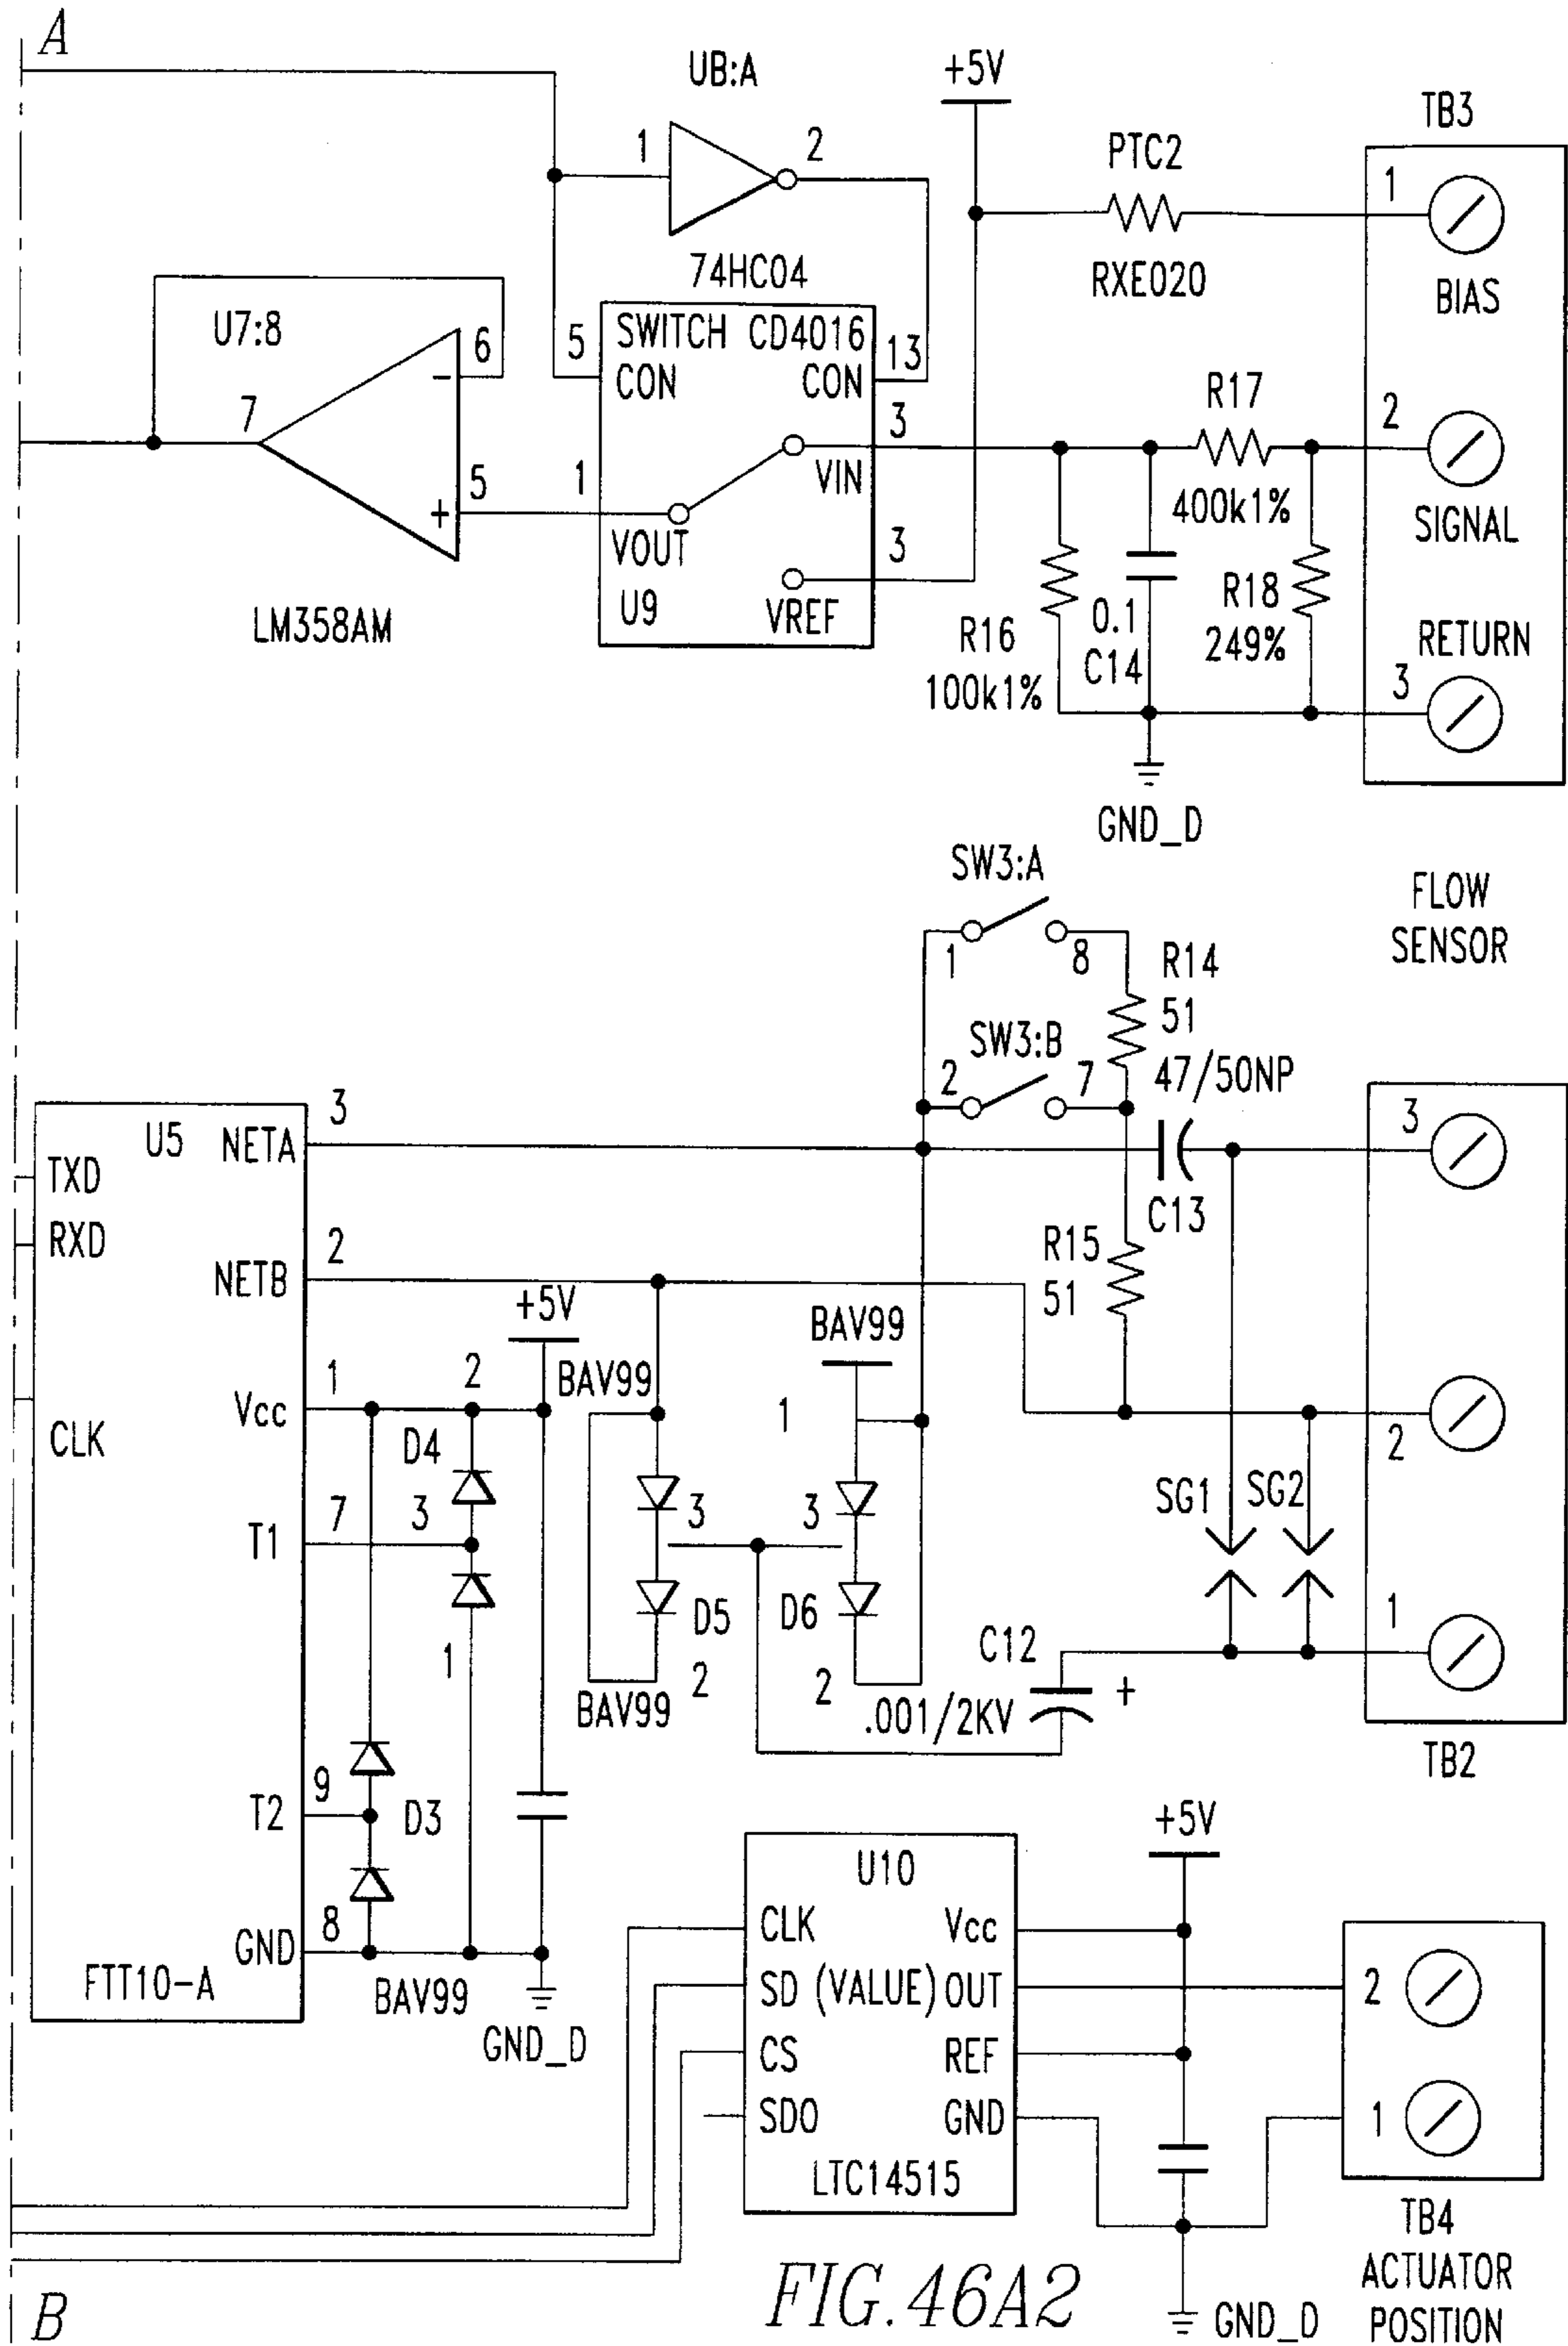 A
UB:A
+5V
TB3
1
2
PTC2
1
74HC04
RXE020
BIAS
U7:8
6
-
5
SWITCH CD4016
13
CON
CON
R17
2
7
3
5
+
1
VIN
400k1%
SIGNAL
VOUT
3
U9
VREF
LM358AM
R16
100k1%
0.1
C14
R18
249%
RETURN
3
GND_D
SW3:A
FLOW
SENSOR
1
8
R14
51
SW3:B
2
7
47/50NP
3
U5
NETA
3
TXD
RXD
C13
2
NETB
R15
51
+5V
BAV99
BAV99
1
2
Vcc
1
CLK
D4
2
7
3
T1
3
3
SG1
SG2
D5
D6
1
1
C12
2
2
BAV99
.001/2KV
+
TB2
9
T2
D3
+5V
U10
8
GND
CLK
Vcc
FTT10-A
BAV99
SD (VALUE) OUT
2
GND_D
CS
REF
SDO
GND
1
LTC14515
TB4
ACTUATOR
POSITION
FIG.46A2
GND_D
B